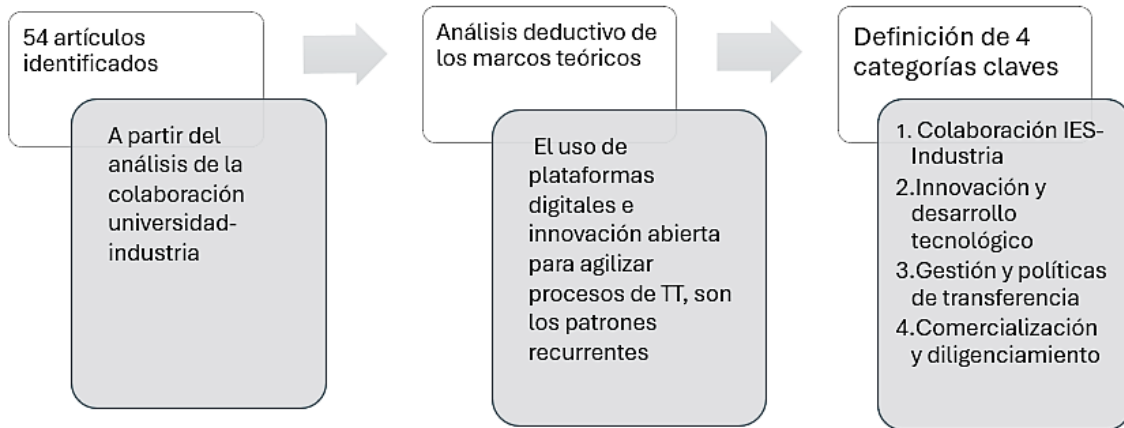 54 artículos
identificados
A partir del
análisis de la
colaboración
universidad-
industria
Análisis deductivo de
los marcos teóricos
El uso de
plataformas
digitales e
innovación abierta
para agilizar
procesos de TT, son
los patrones
recurrentes
Definición de 4
categorías claves
1. Colaboración IES-
Industria
2.Innovación y
desarrollo
tecnológico
3.Gestión y políticas
de transferencia
4.Comercialización
y diligenciamiento